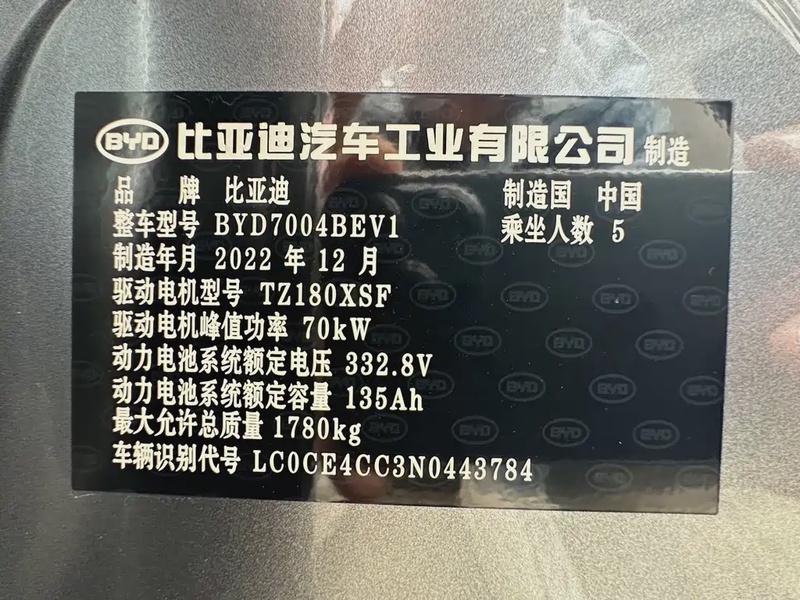 BYD 比亚迪汽车工业有限公司 制造
品 牌 比亚迪 制造国 中国
整车型号 BYD7004BEV1 乘坐人数 5
制造年月 2022 年 12 月
驱动电机型号 TZ180XSF
驱动电机峰值功率 70kW
动力电池系统额定电压 332.8V
动力电池系统额定容量 135Ah
最大允许总质量 1780kg
车辆识别代号 LC0CE4CC3N0443784